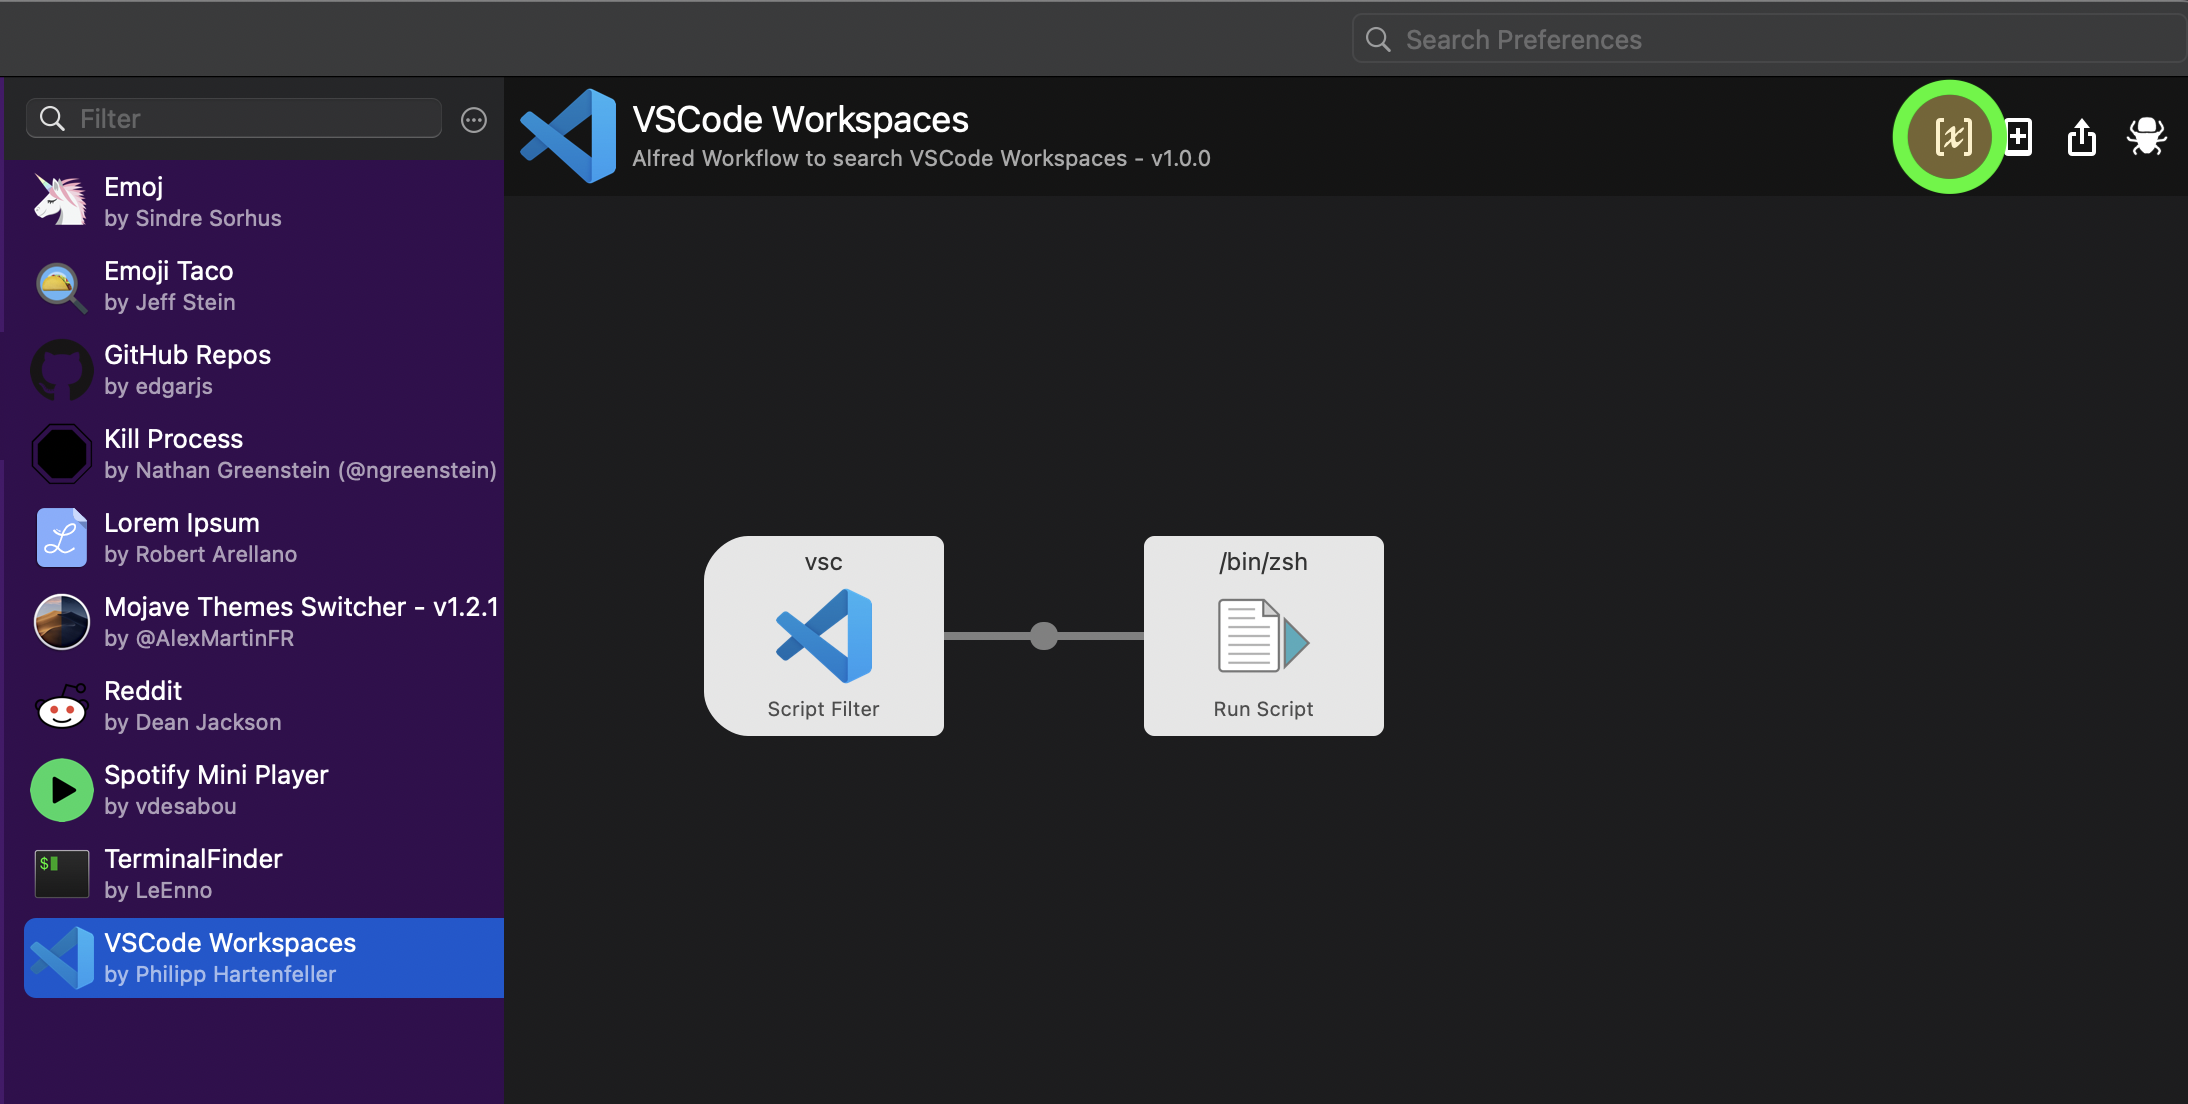 Search Preferences
Filter
VSCode Workspaces
Alfred Workflow to search VSCode Workspaces - v1.0.0
[x]
Emoj
by Sindre Sorhus
Emoji Taco
by Jeff Stein
GitHub Repos
by edgarjs
Kill Process
by Nathan Greenstein (@ngreenstein)
Lorem Ipsum
by Robert Arellano
Mojave Themes Switcher - v1.2.1
by @AlexMartinFR
Reddit
by Dean Jackson
Spotify Mini Player
by vdesabou
TerminalFinder
by LeEnno
VSCode Workspaces
by Philipp Hartenfeller
vsc
Script Filter
/bin/zsh
Run Script